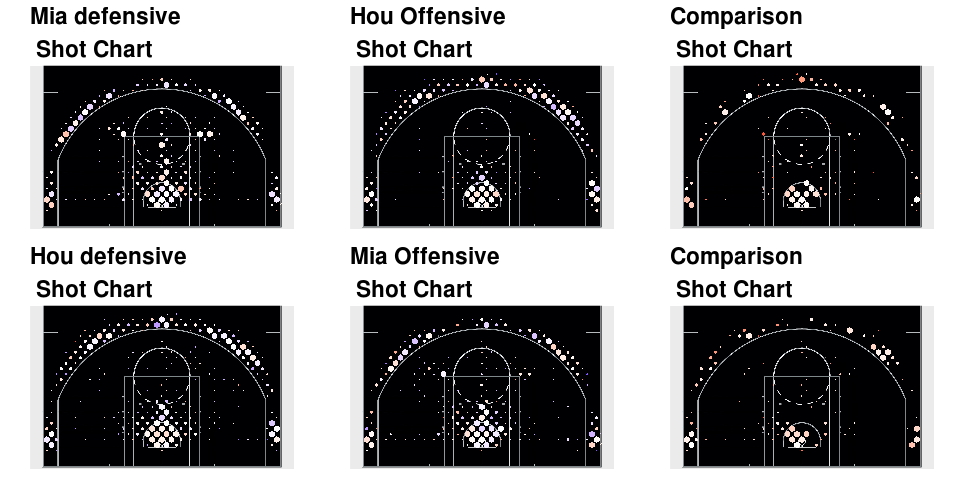 Mia defensive
Shot Chart
Hou Offensive
Shot Chart
Comparison
Shot Chart
Hou defensive
Shot Chart
Mia Offensive
Shot Chart
Comparison
Shot Chart